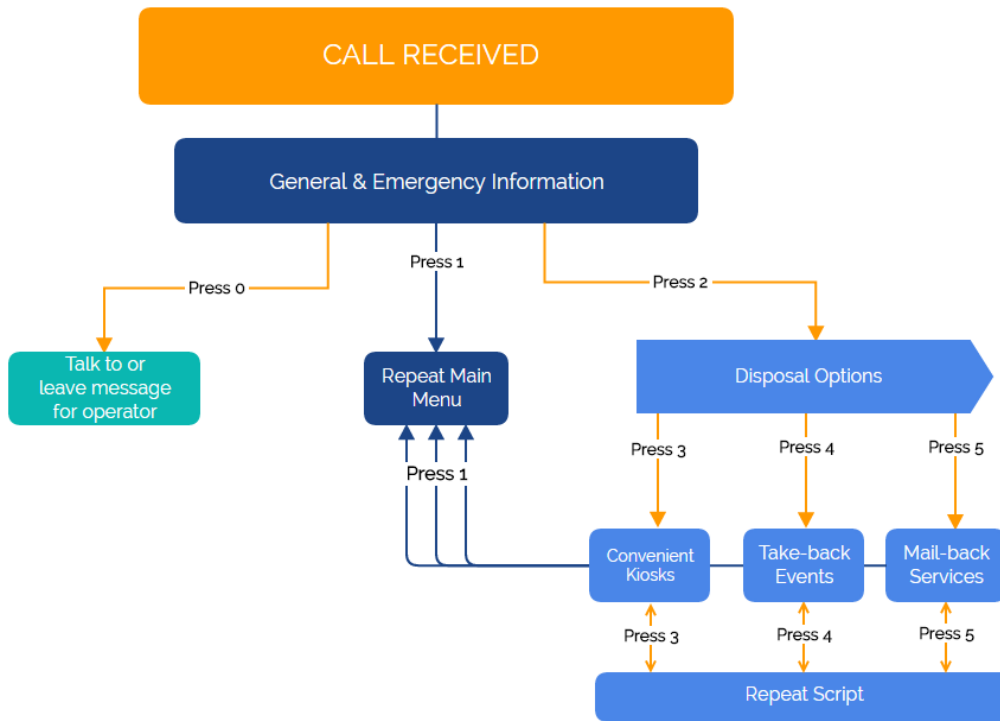 CALL RECEIVED
General & Emergency Information
Press 0
Press 1
Press 2
Talk to or
leave message
for operator
Repeat Main
Menu
Disposal Options
Press 3
Press 4
Press 5
Press 1
Convenient
Kiosks
Take-back
Events
Mail-back
Services
Press 3
Press 4
Press 5
Repeat Script